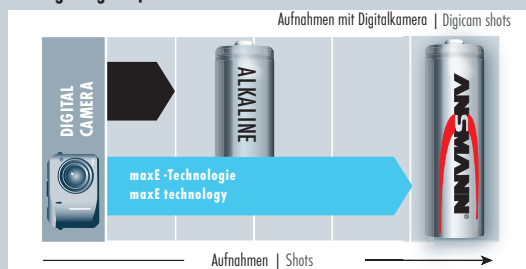 Aufnahmen mit Digitalkamera | Digicam shots
DIGITAL
CAMERA
ALKALINE
ANSMANN
maxE -Technologie
maxE technology
Aufnahmen | Shots